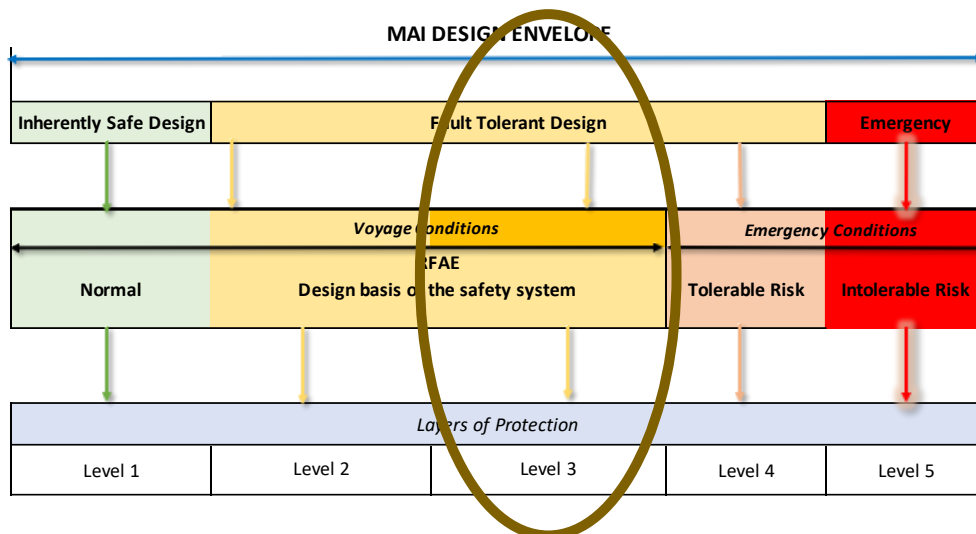 MAI DESIGN ENVELOPE
Inherently Safe Design Fault Tolerant Design Emergency
Voyage Conditions Emergency Conditions
RFAE
Normal Design basis of the safety system Tolerable Risk Intolerable Risk
Layers of Protection
Level 1 Level 2 Level 3 Level 4 Level 5